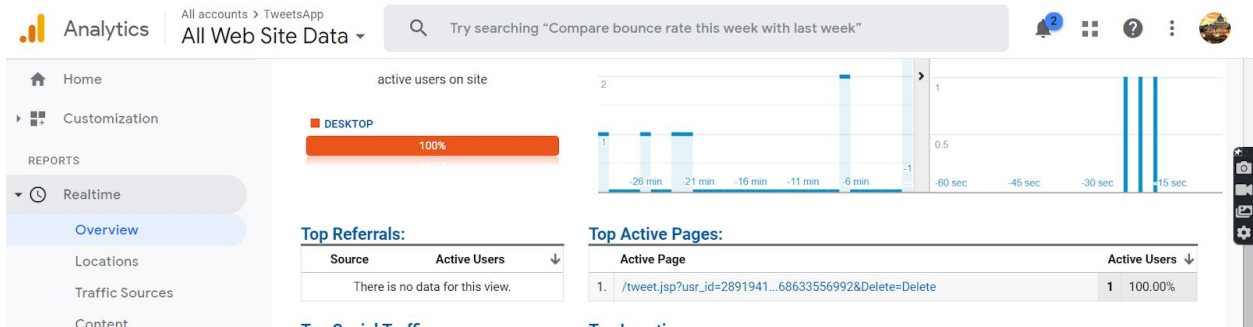 All accounts > TweetsApp
Analytics
All Web Site Data
Try searching “Compare bounce rate this week with last week”
2
Home
Customization
REPORTS
Realtime
Overview
Locations
Traffic Sources
Content
active users on site
DESKTOP
100%
2
1
-26 min -21 min -16 min -11 min -6 min -1
1
0.5
-60 sec -45 sec -30 sec -15 sec
Top Referrals:
Source Active Users
There is no data for this view.
Top Active Pages:
Active Page Active Users
1. /tweet.jsp?usr_id=2891941...68633556992&Delete=Delete 1 100.00%